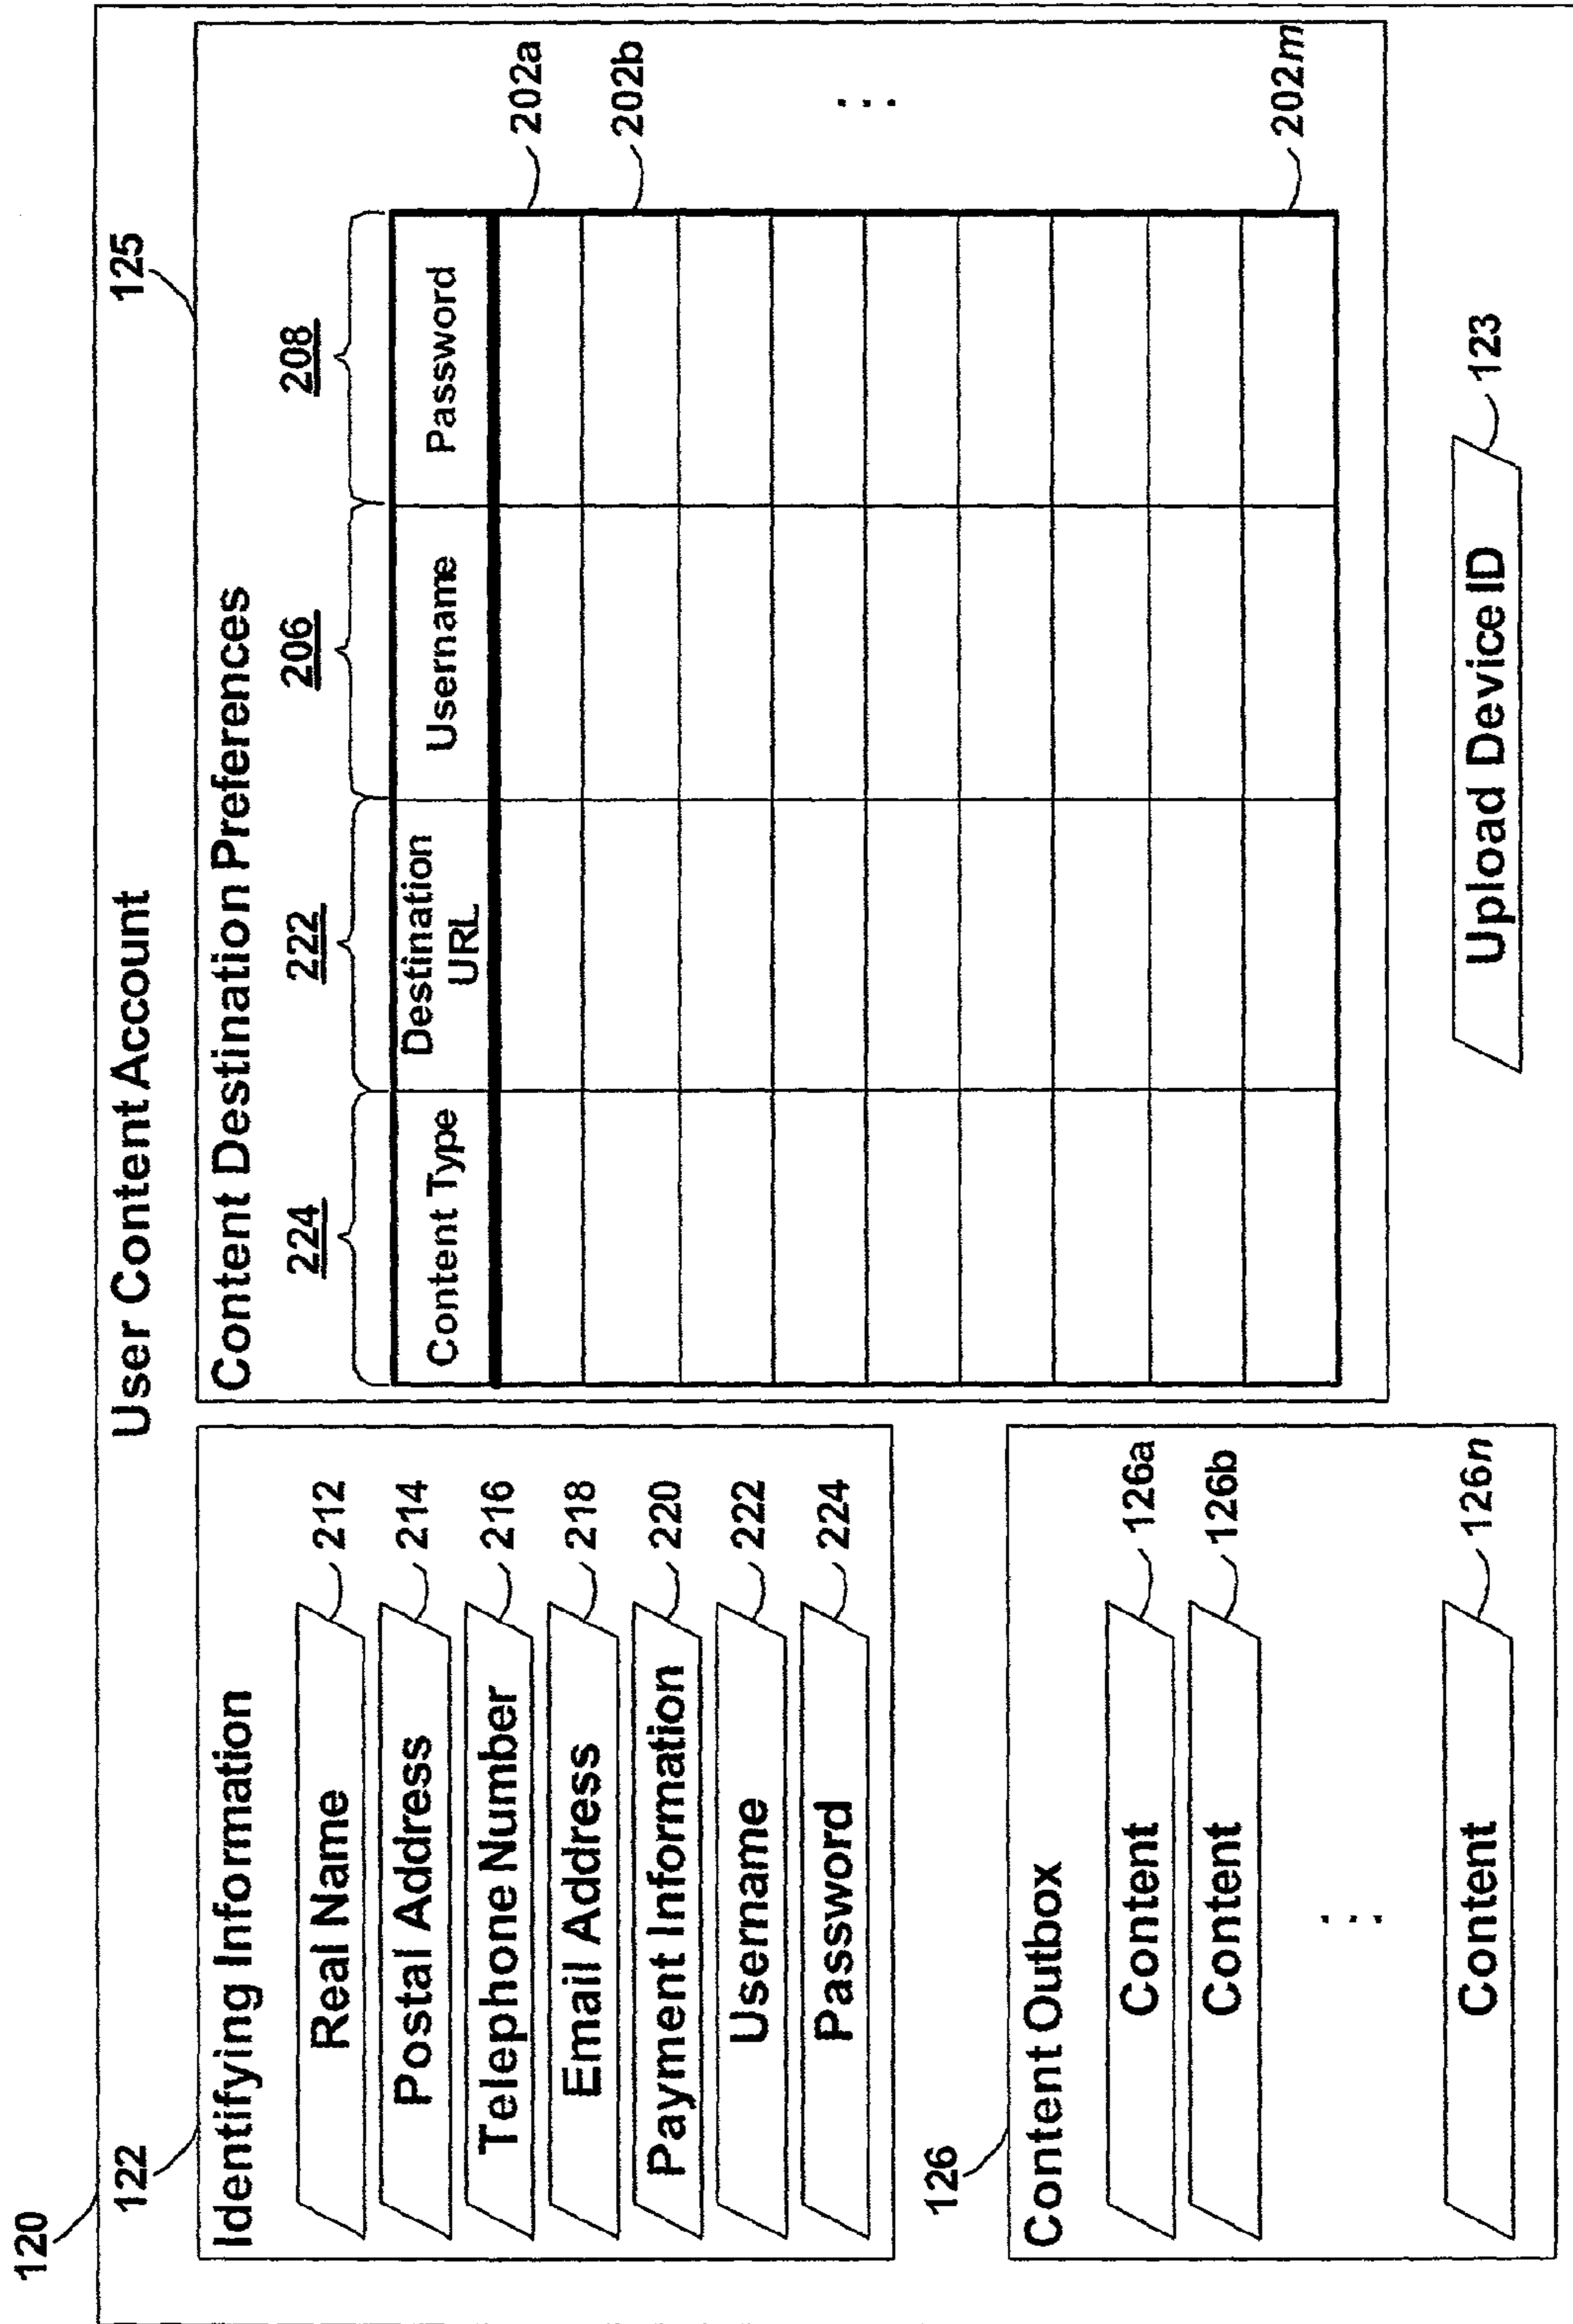 120
User Content Account
122
Identifying Information
Real Name
212
Postal Address
214
Telephone Number
216
Email Address
218
Payment Information
220
Username
222
Password
224
126
Content Outbox
Content
126a
Content
126b
...
Content
126n
125
Content Destination Preferences
224
222
206
208
Content Type
Destination
URL
Username
Password
202a
202b
...
202m
Upload Device ID
123